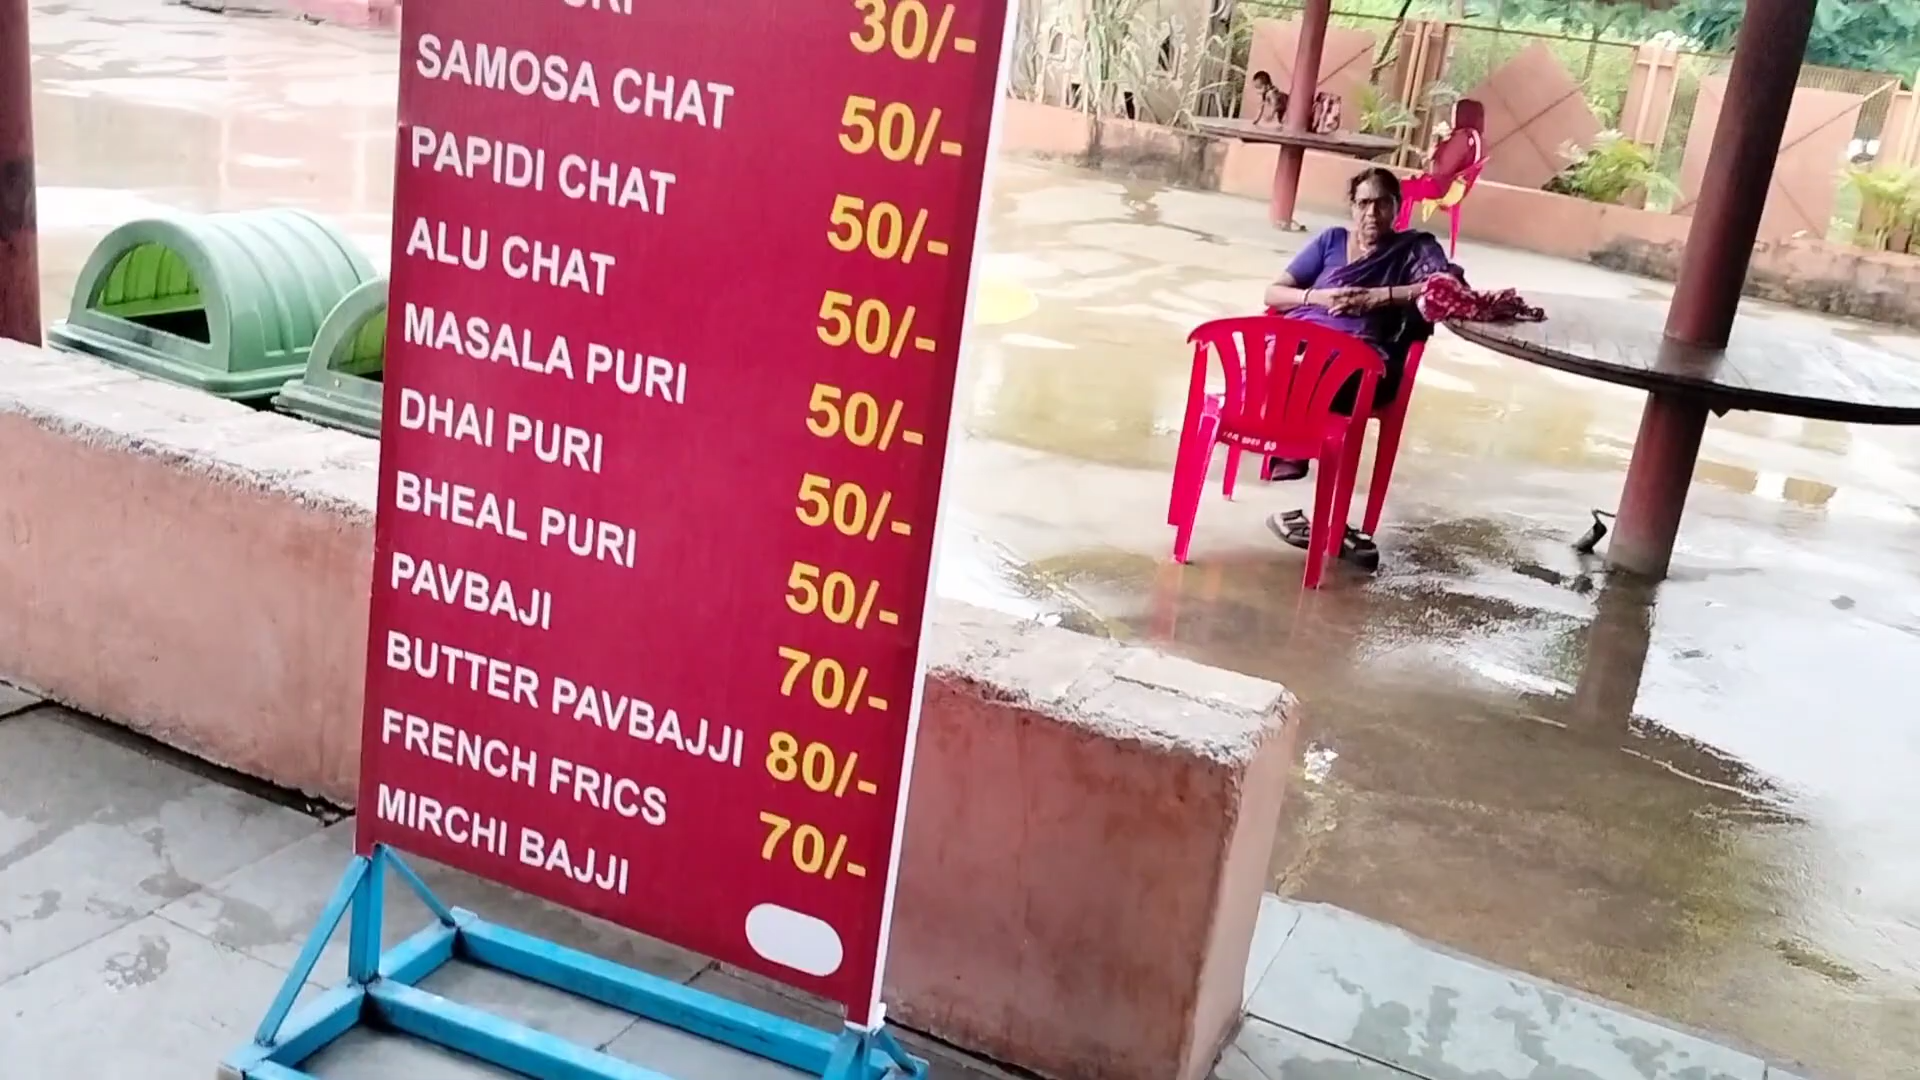 30/-
SAMOSA CHAT 50/-
PAPIDI CHAT 50/-
ALU CHAT 50/-
MASALA PURI 50/-
DHAI PURI 50/-
BHEAL PURI 50/-
PAVBAJI 70/-
BUTTER PAVBAJJI 80/-
FRENCH FRICS 70/-
MIRCHI BAJJI